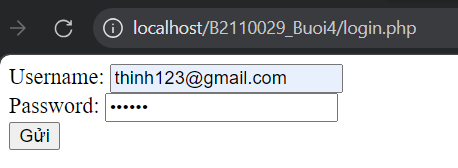 localhost/B2110029_Buoi4/login.php
Username: thinh123@gmail.com
Password: ••••••
Gửi